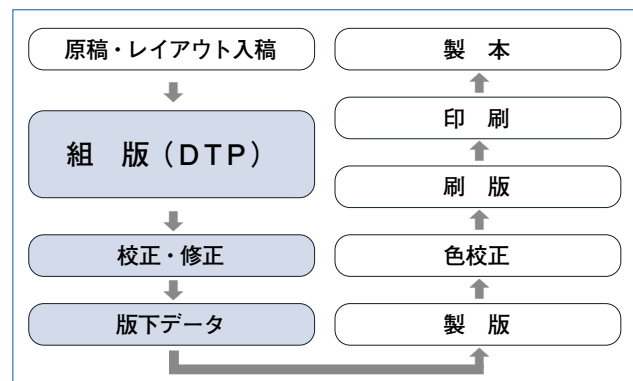 原稿・レイアウト入稿
組　版（DTP）
校正・修正
版下データ
製　版
色校正
刷　版
印　刷
製　本